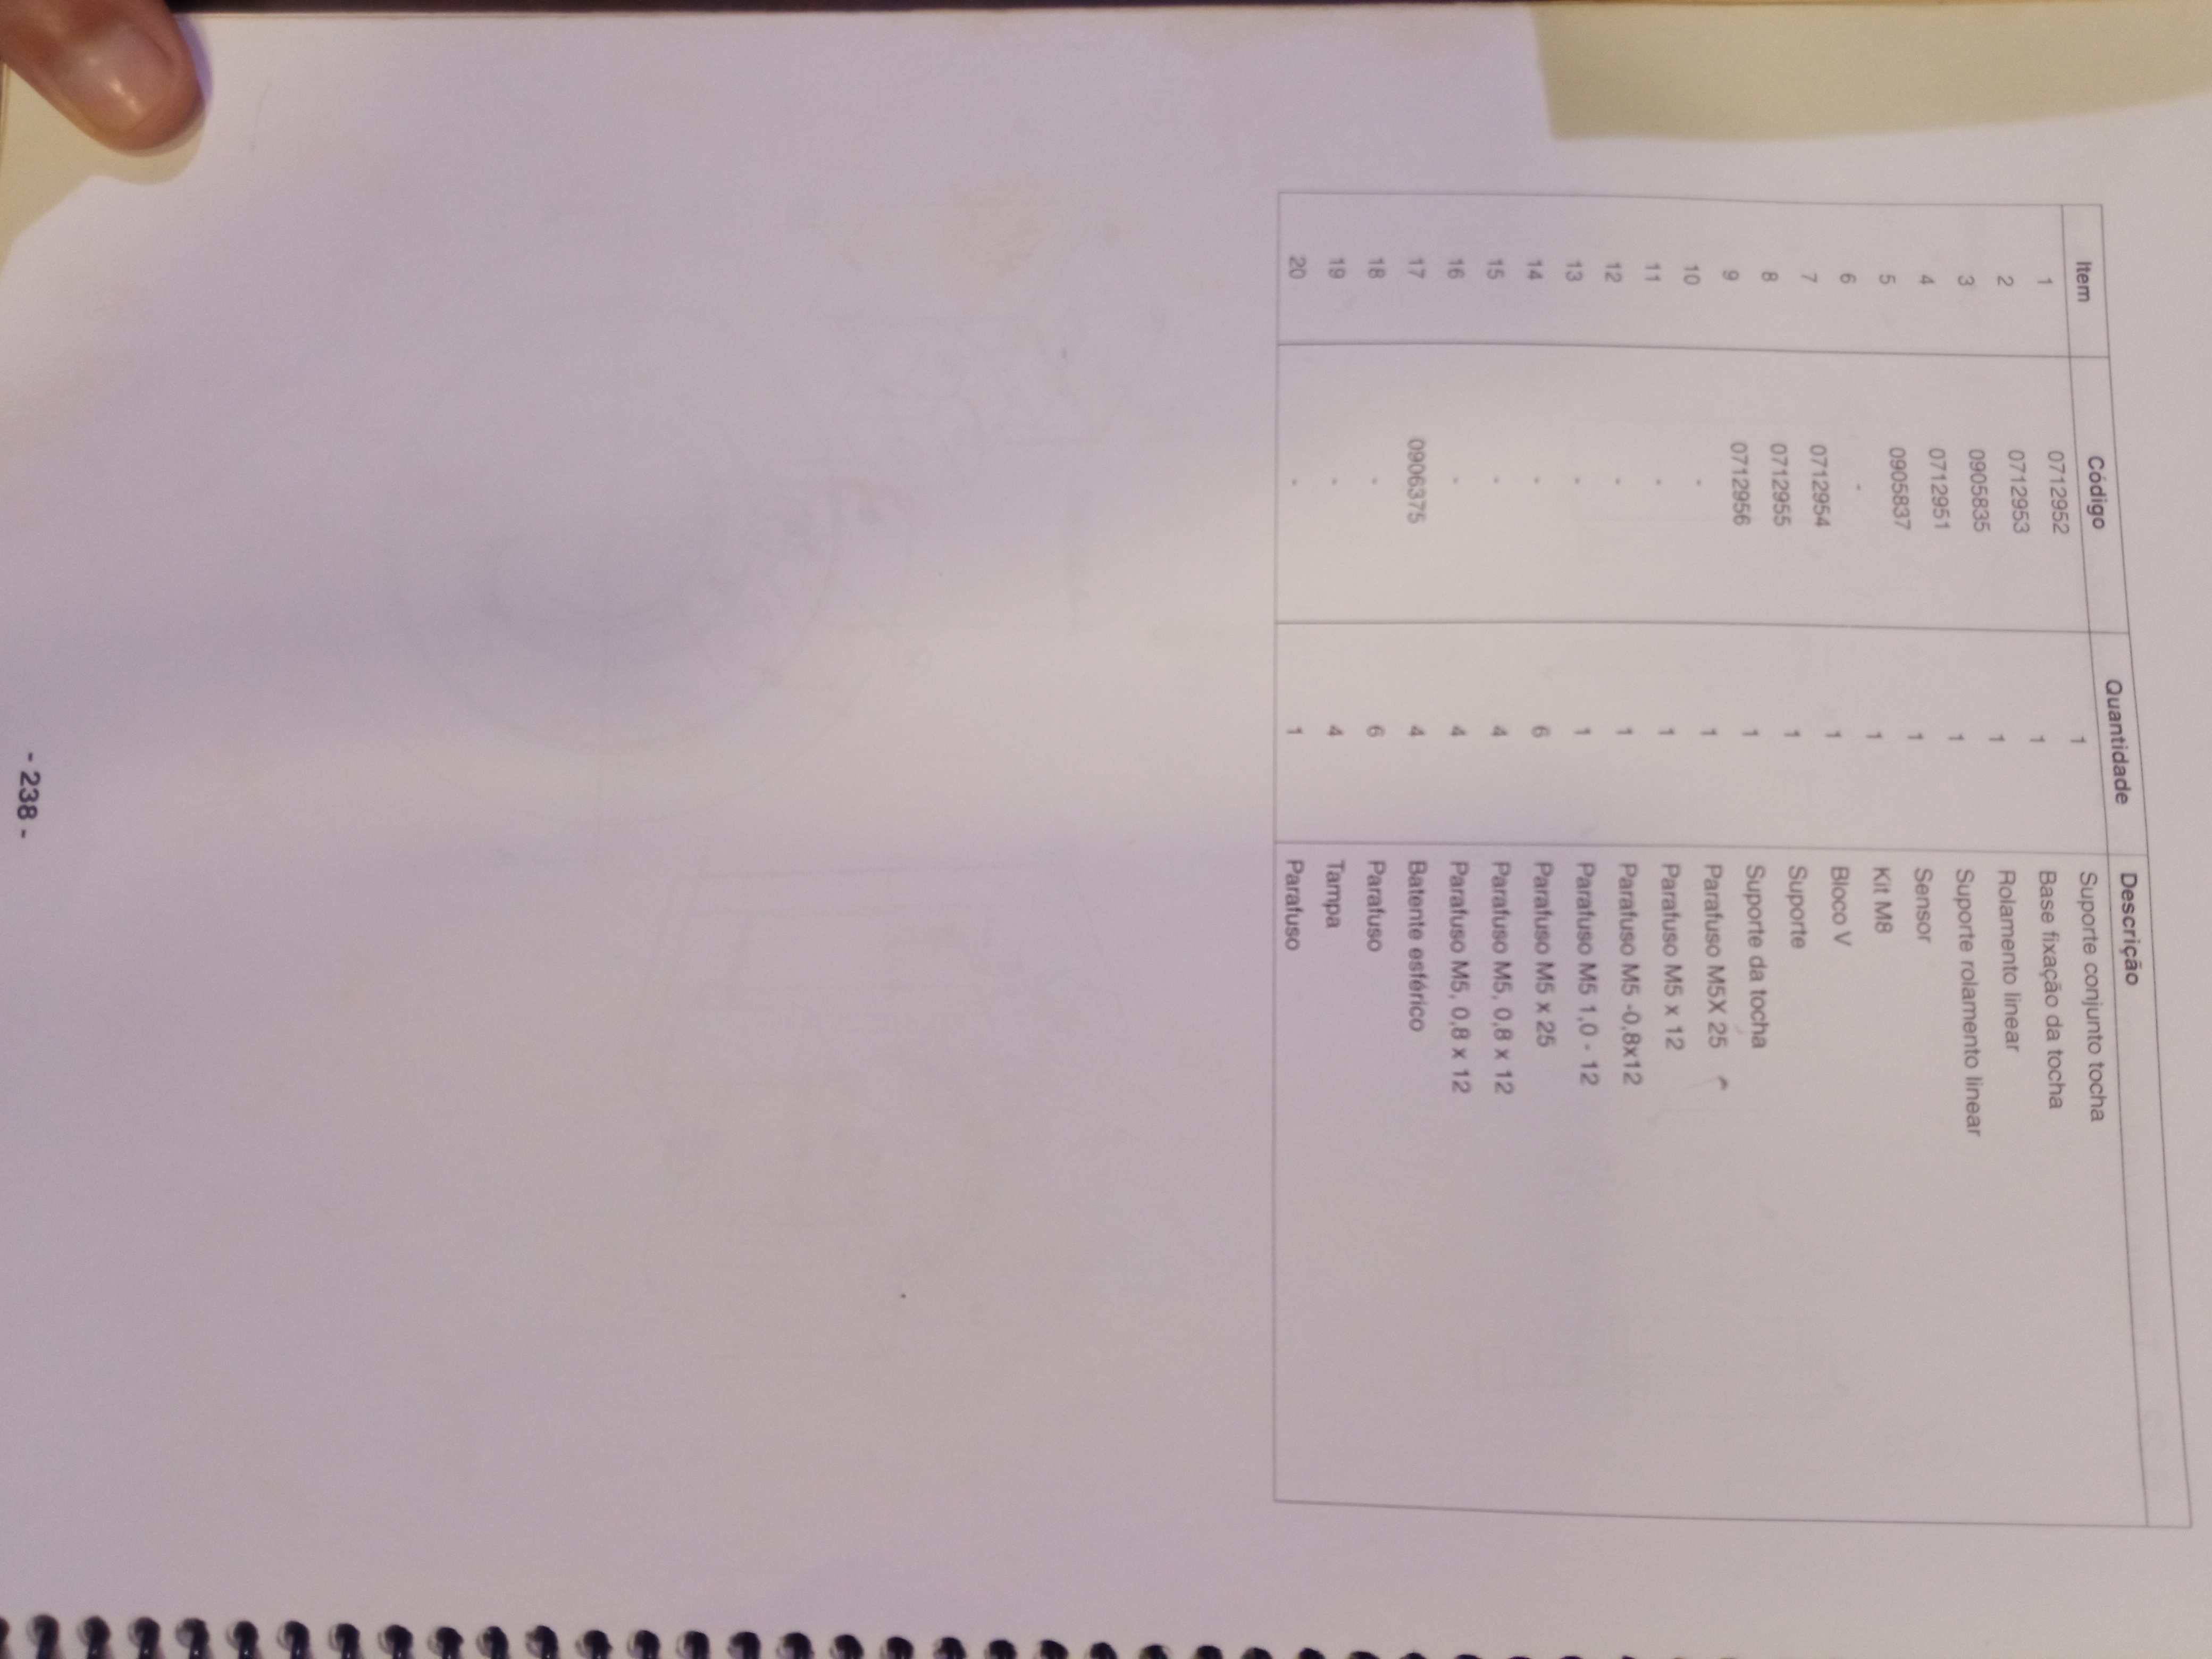 Item Código Quantidade Descrição
1 0712952 1 Suporte conjunto tocha
2 0712953 1 Base fixação da tocha
3 0905835 1 Rolamento linear
4 0712951 1 Suporte rolamento linear
5 0905837 1 Sensor
6 - 1 Kit M8
7 0712954 1 Bloco V
8 0712955 1 Suporte
9 0712956 1 Suporte da tocha
10 - 1 Parafuso M5X 25
11 - 1 Parafuso M5 x 12
12 - 1 Parafuso M5 -0,8x12
13 - 1 Parafuso M5 1,0 - 12
14 - 6 Parafuso M5 x 25
15 - 4 Parafuso M5, 0,8 x 12
16 - 4 Parafuso M5, 0,8 x 12
17 0906375 4 Batente esférico
18 - 6 Parafuso
19 - 4 Tampa
20 - 1 Parafuso
- 238 -